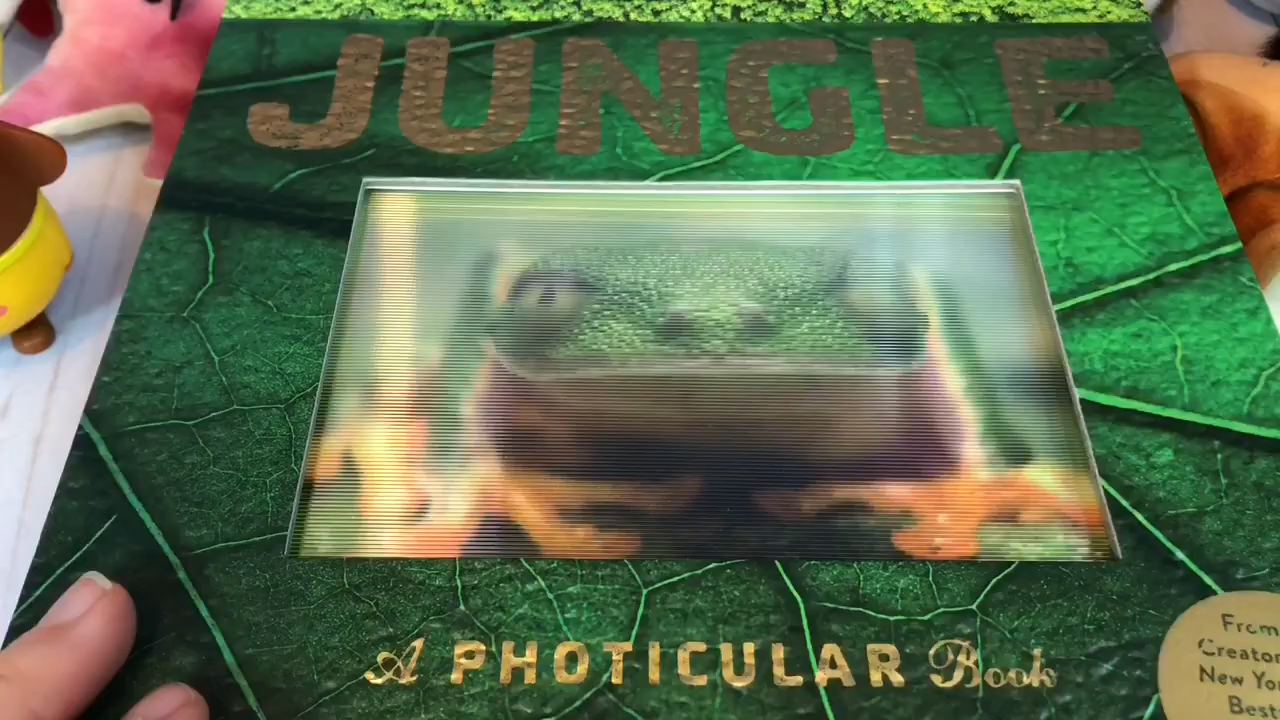 JUNGLE
A PHOTICULAR Book
From
Creator
New Yo
Best